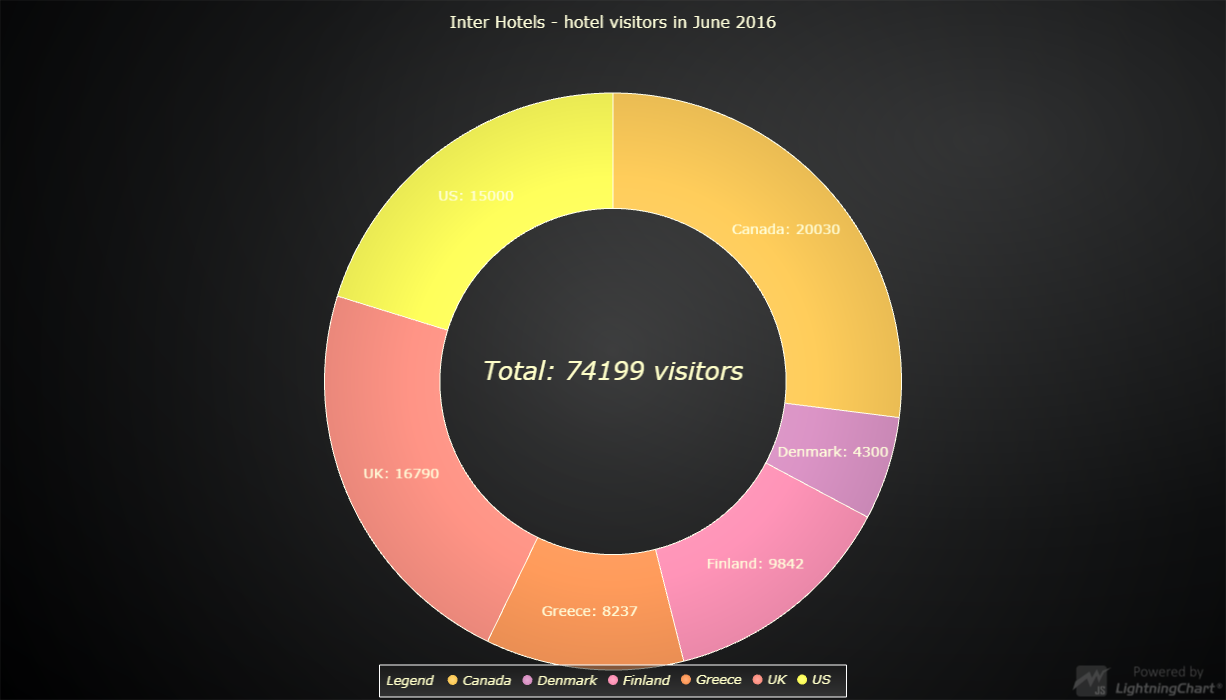 Inter Hotels - hotel visitors in June 2016
US: 15000
Canada: 20030
Total: 74199 visitors
Denmark: 4300
UK: 16790
Finland: 9842
Greece: 8237
Legend Canada Denmark Finland Greece UK US
Powered by
JS LightningChart®